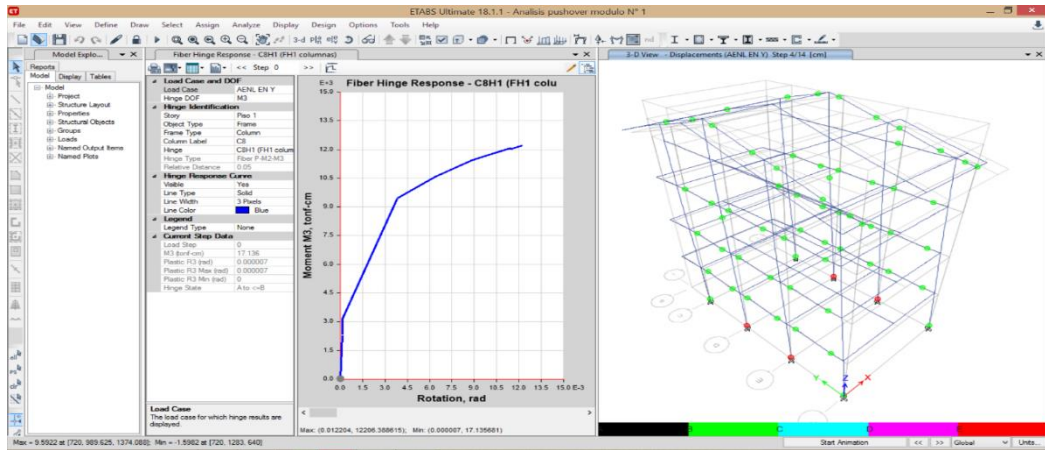 ETABS Ultimate 18.1.1 - Analisis pushover modulo N° 1
File Edit View Define Draw Select Assign Analyze Display Design Options Tools Help
Model Explo...
Fiber Hinge Response - C8H1 (FH1 columnas)
3-D View - Displacements (AENL EN Y) Step 4/14 [cm]
Reports
Model Display Tables
Model
Project
Structure Layout
Properties
Structural Objects
Groups
Loads
Named Output Items
Named Plots
<< Step 0 >>
Load Case and DOF
Load Case AENL EN Y
Hinge DOF M3
Hinge Identification
Story Piso 1
Object Type Frame
Frame Type Column
Column Label C8
Hinge C8H1 (FH1 colum
Hinge Type Fiber P-M2-M3
Relative Distance 0.05
Hinge Response Curve
Visible Yes
Line Type Solid
Line Width 3 Pixels
Line Color Blue
Legend
Legend Type None
Current Step Data
Load Step 0
M3 (tonf-cm) 17.136
Plastic R3 (rad) 0.000007
Plastic R3 Max (rad) 0.000007
Plastic R3 Min (rad) 0
Hinge State A to <=B
Load Case
The load case for which hinge results are displayed.
Fiber Hinge Response - C8H1 (FH1 colu
E+3
15.0
13.5
12.0
10.5
9.0
7.5
6.0
4.5
3.0
1.5
0.0
Moment M3, tonf-cm
0.0 1.5 3.0 4.5 6.0 7.5 9.0 10.5 12.0 13.5 15.0 E-3
Rotation, rad
Max: (0.012204, 12206.388615); Min: (0.000007, 17.135681)
Z
Y
X
Max = 9.5922 at [720, 989.625, 1374.088]; Min = -1.5982 at [720, 1283, 640]
Start Animation << >> Global Units...